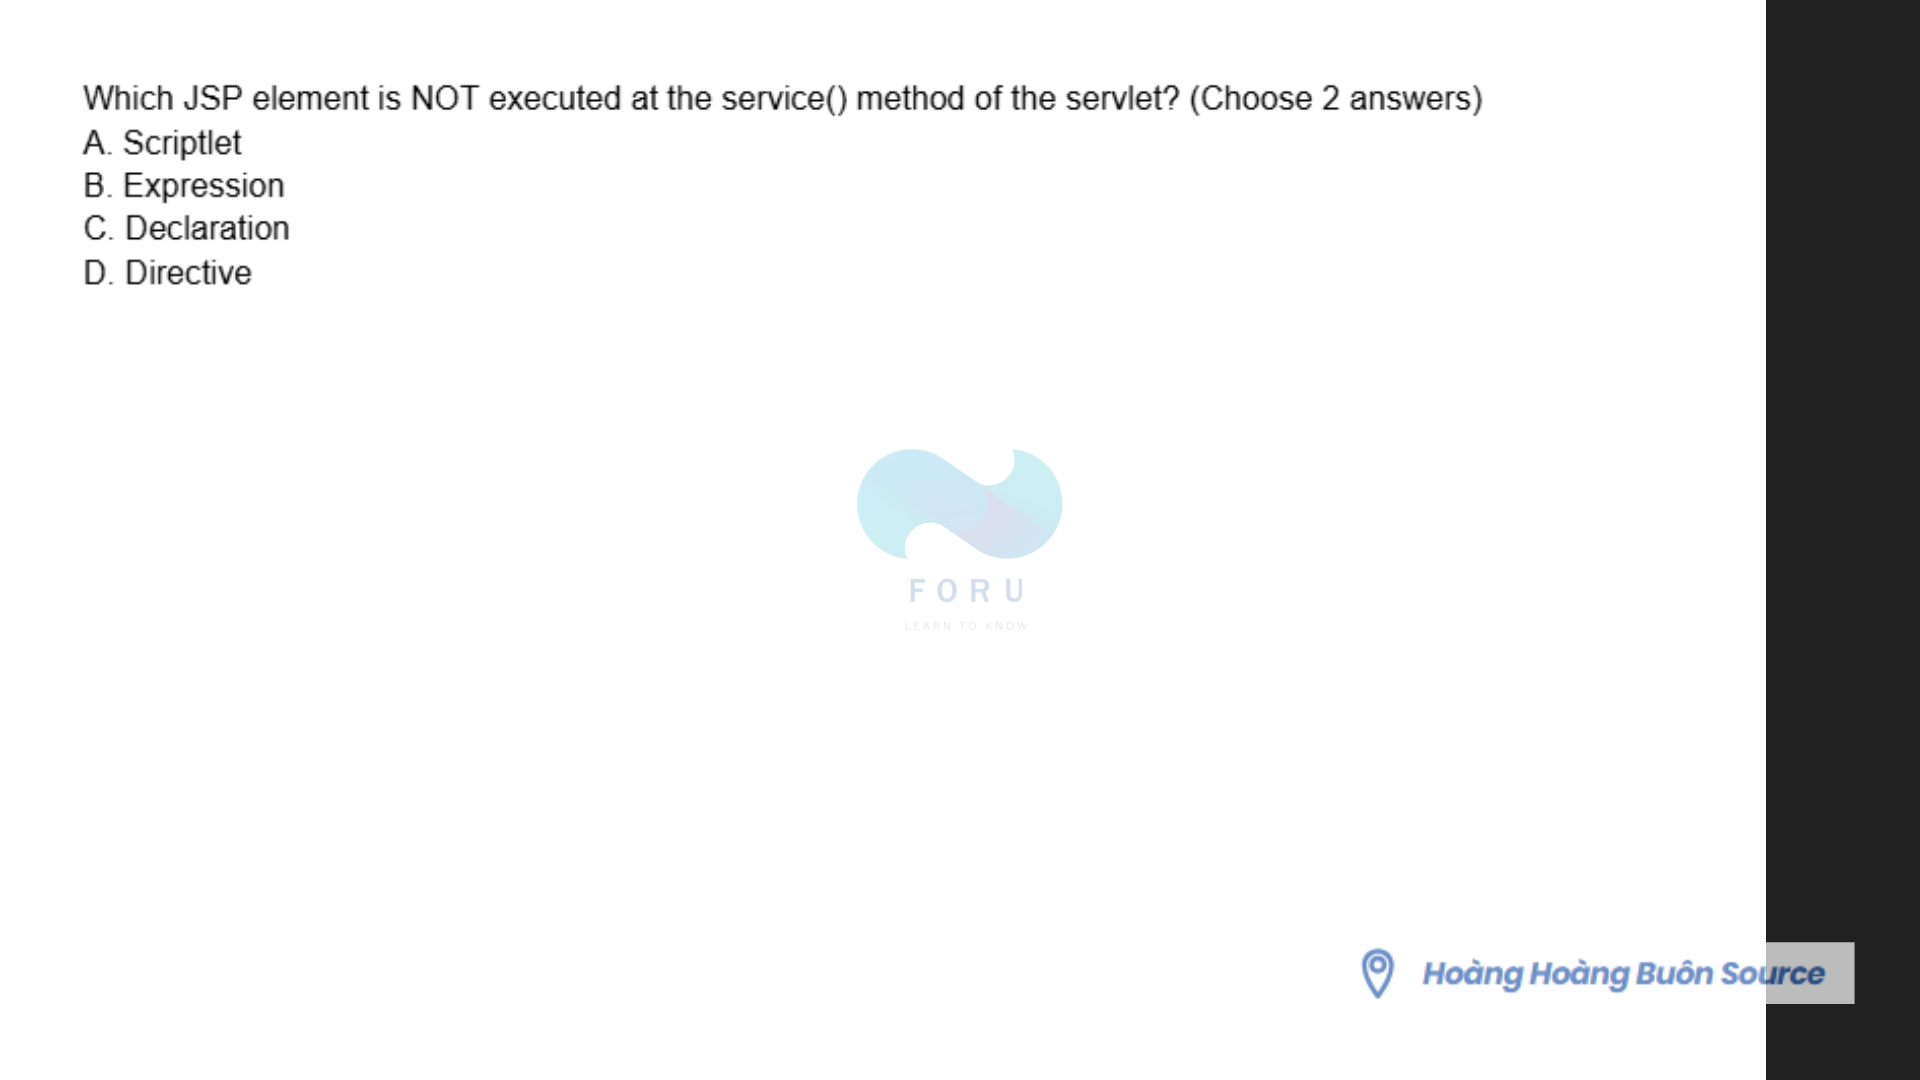 Which JSP element is NOT executed at the service() method of the servlet? (Choose 2 answers)
A. Scriptlet
B. Expression
C. Declaration
D. Directive
FORU
LEARN TO KNOW
Hoàng Hoàng Buôn Source